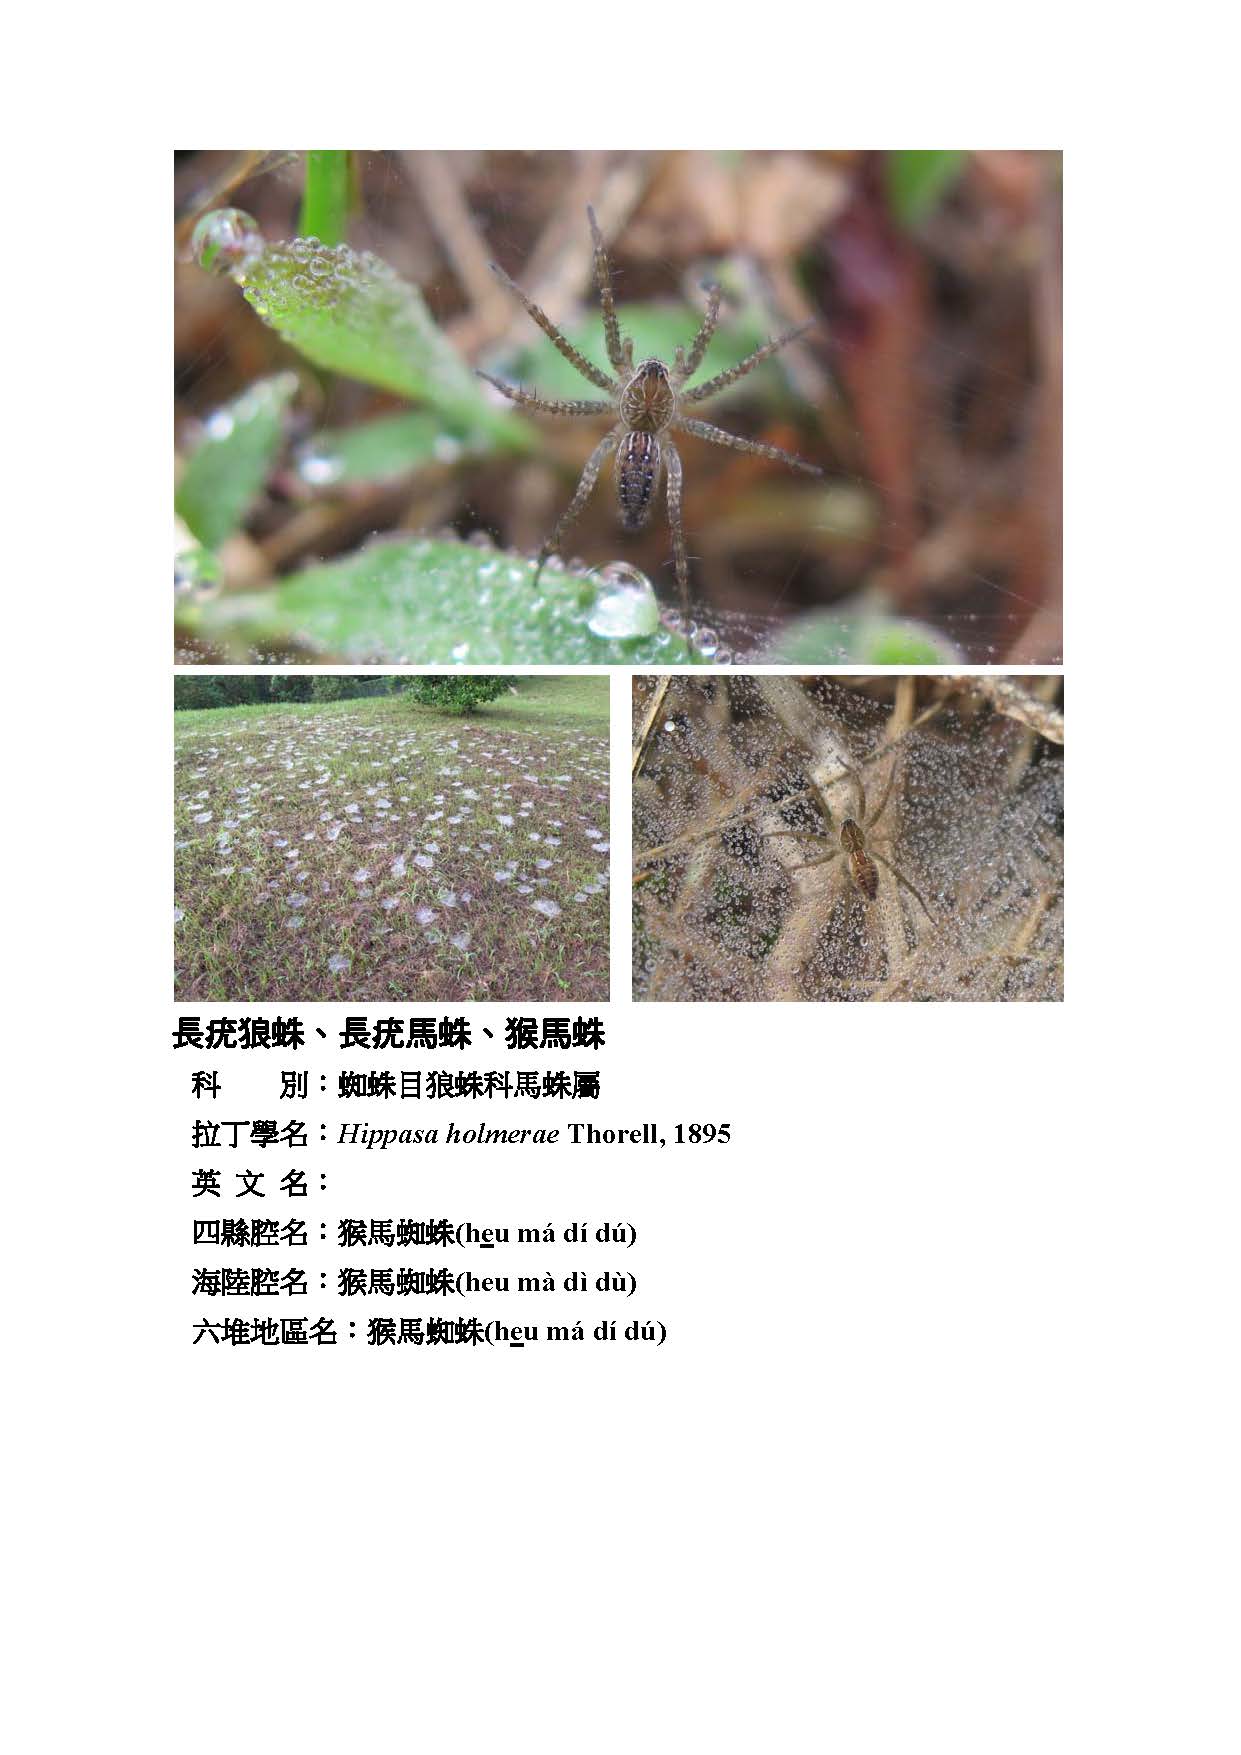 長疣狼蛛、長疣馬蛛、猴馬蛛
科　　別：蜘蛛目狼蛛科馬蛛屬
拉丁學名：Hippasa holmerae Thorell, 1895
英 文 名：
四縣腔名：猴馬蜘蛛(heu má dí dú)
海陸腔名：猴馬蜘蛛(heu mà dì dù)
六堆地區名：猴馬蜘蛛(heu má dí dú)